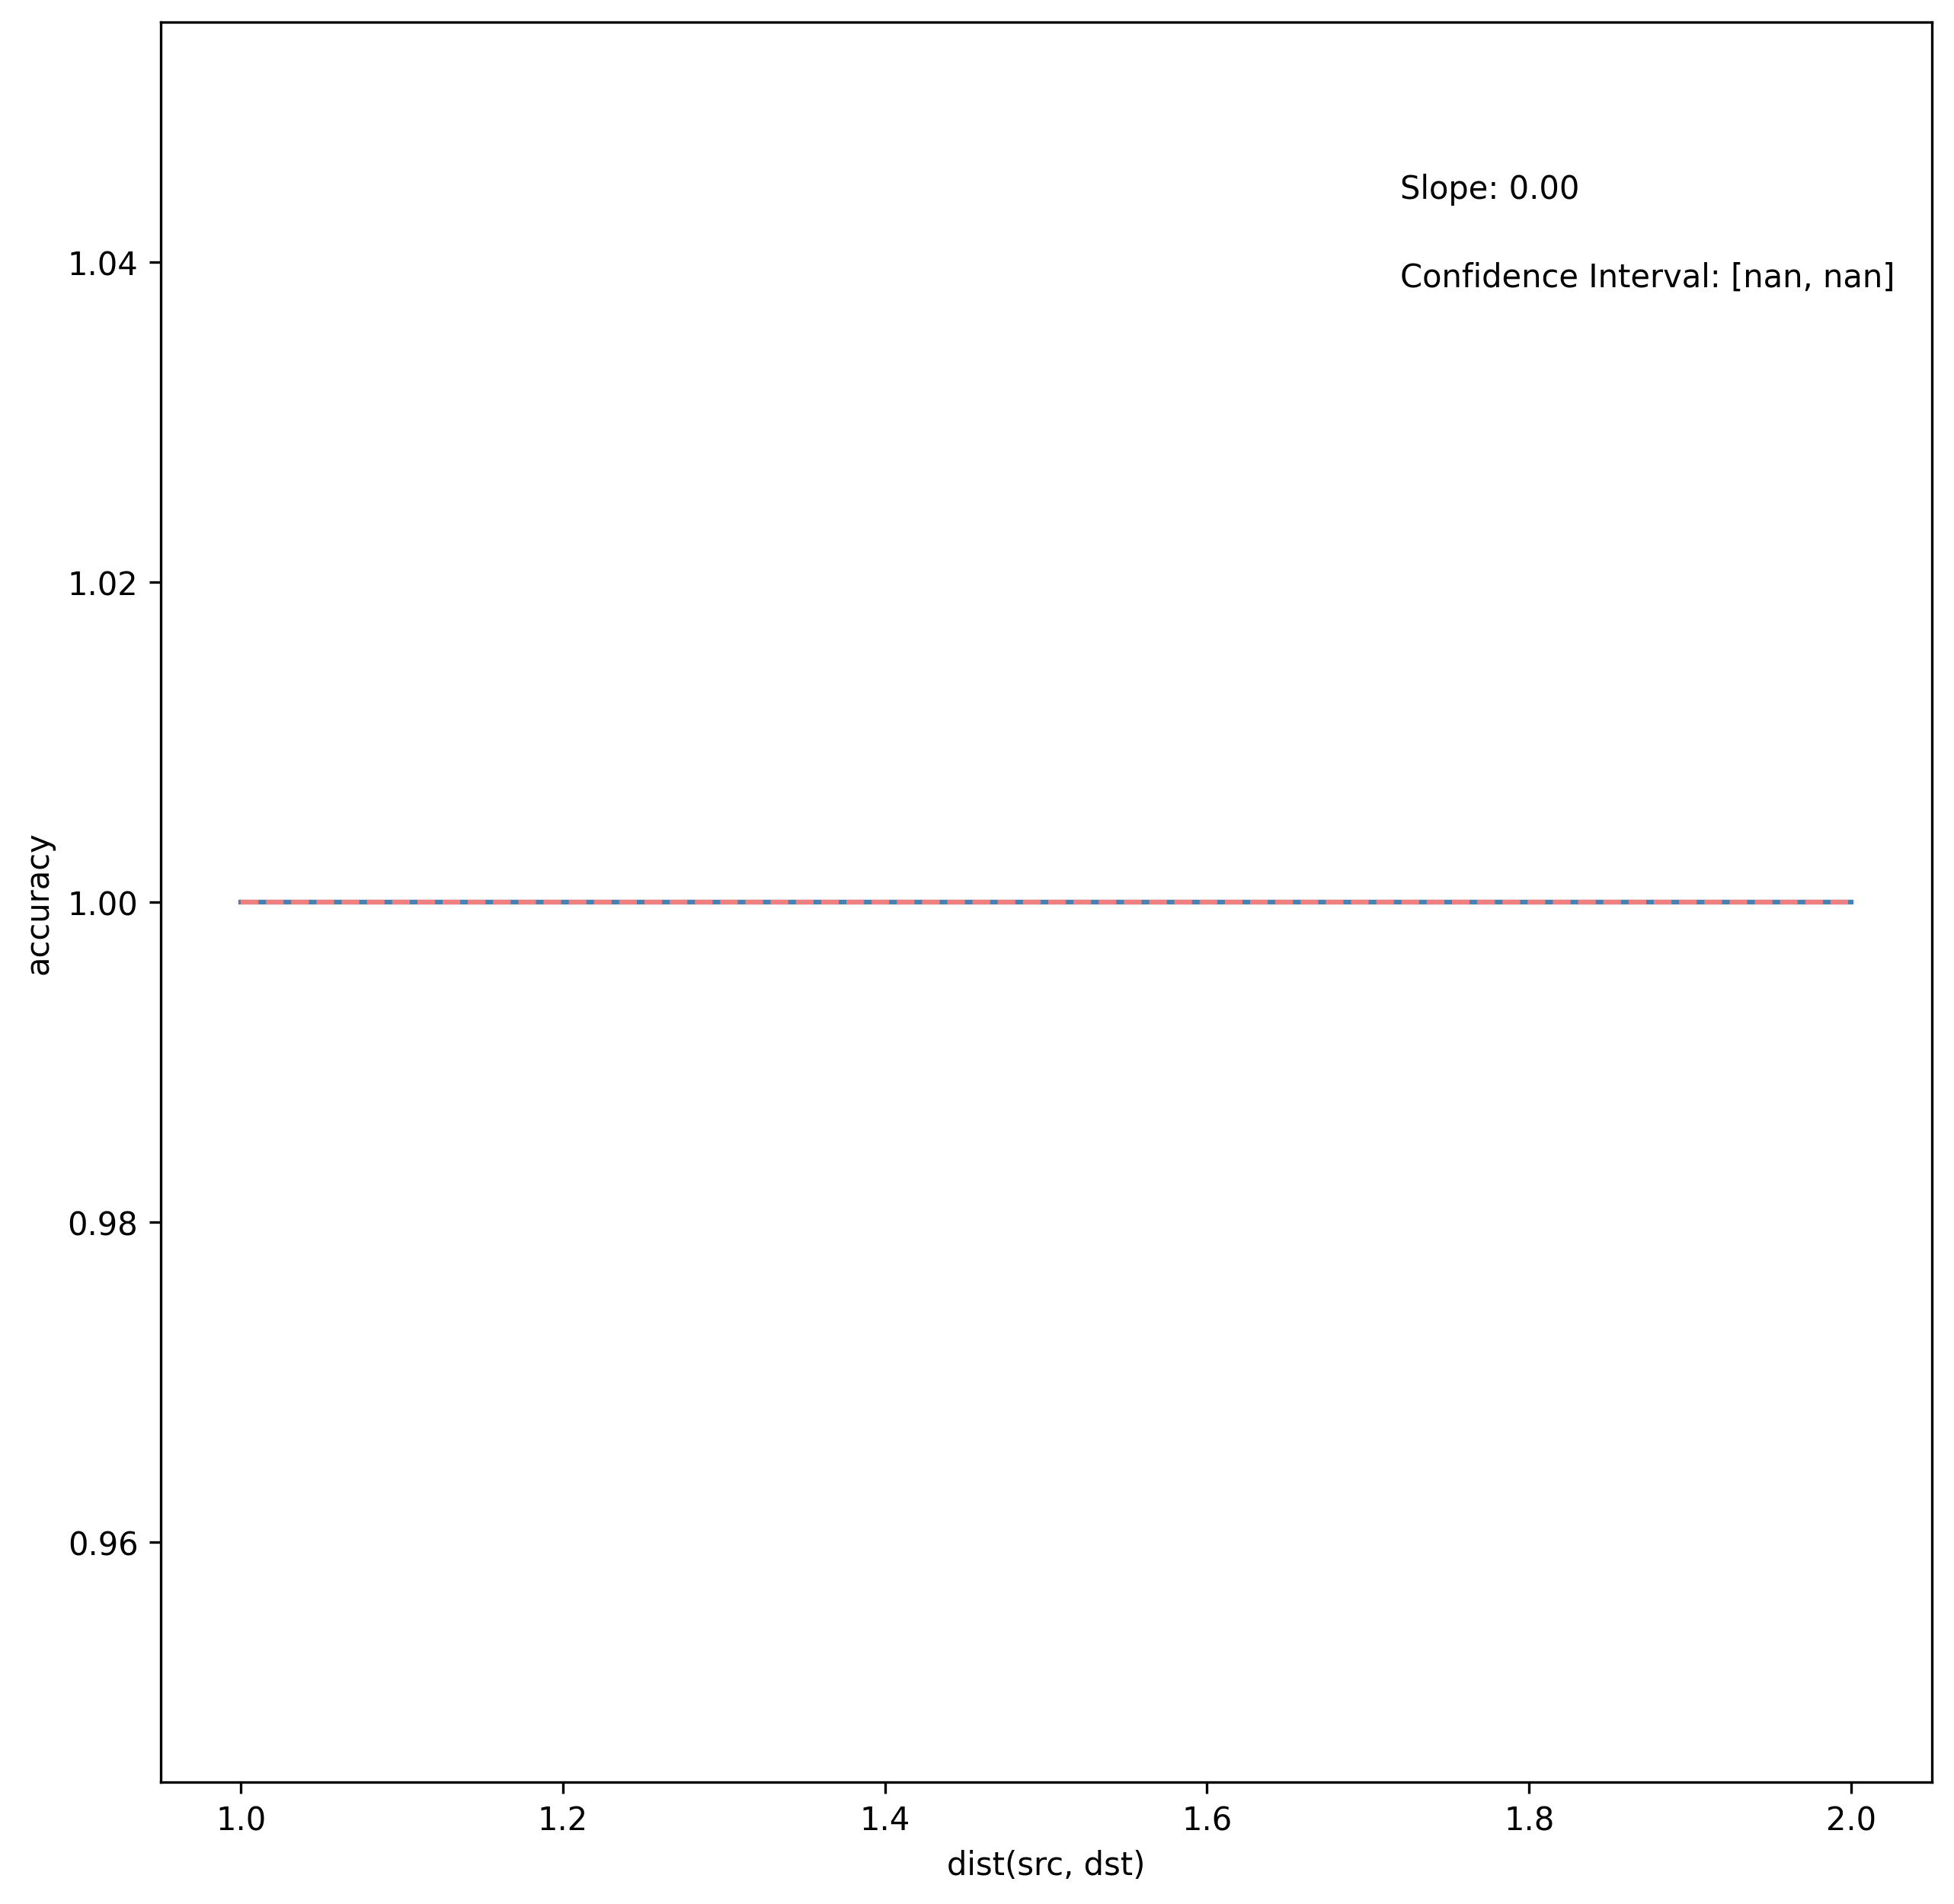 Slope: 0.00
Confidence Interval: [nan, nan]
1.04
1.02
1.00
0.98
0.96
accuracy
1.0 1.2 1.4 1.6 1.8 2.0
dist(src, dst)